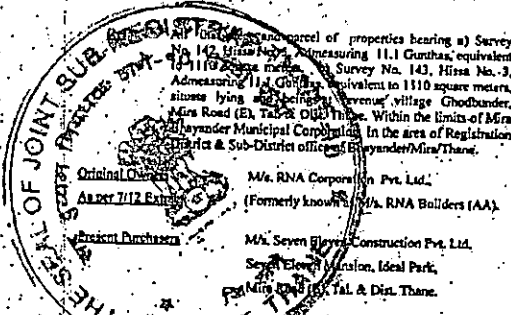 All that and parcel of properties bearing a) Survey
No. 142, Hissa No. Admeasuring 11.1 Gunthas, equivalent
to 1110 square meters. Survey No. 143, Hissa No.-3,
Admeasuring 11.1 Gunthas, equivalent to 1110 square meters,
situate lying and being at revenue village Ghodbunder,
Mira Road (E), Tal. & Dist. Thane. Within the limits of Mira
Bhayander Municipal Corporation. In the area of Registration
District & Sub-District office of Bhayander/Mira/Thane.
Original Owner M/s. RNA Corporation Pvt. Ltd.,
As per 7/12 Extract (Formerly known as M/s. RNA Builders (AA).
Present Purchasers M/s. Seven Eleven Construction Pvt. Ltd.
Seven Eleven Mansion, Ideal Park,
Mira Road (E), Tal. & Dist. Thane.
THE SEAL OF JOINT SUB REGISTRAR
THANE